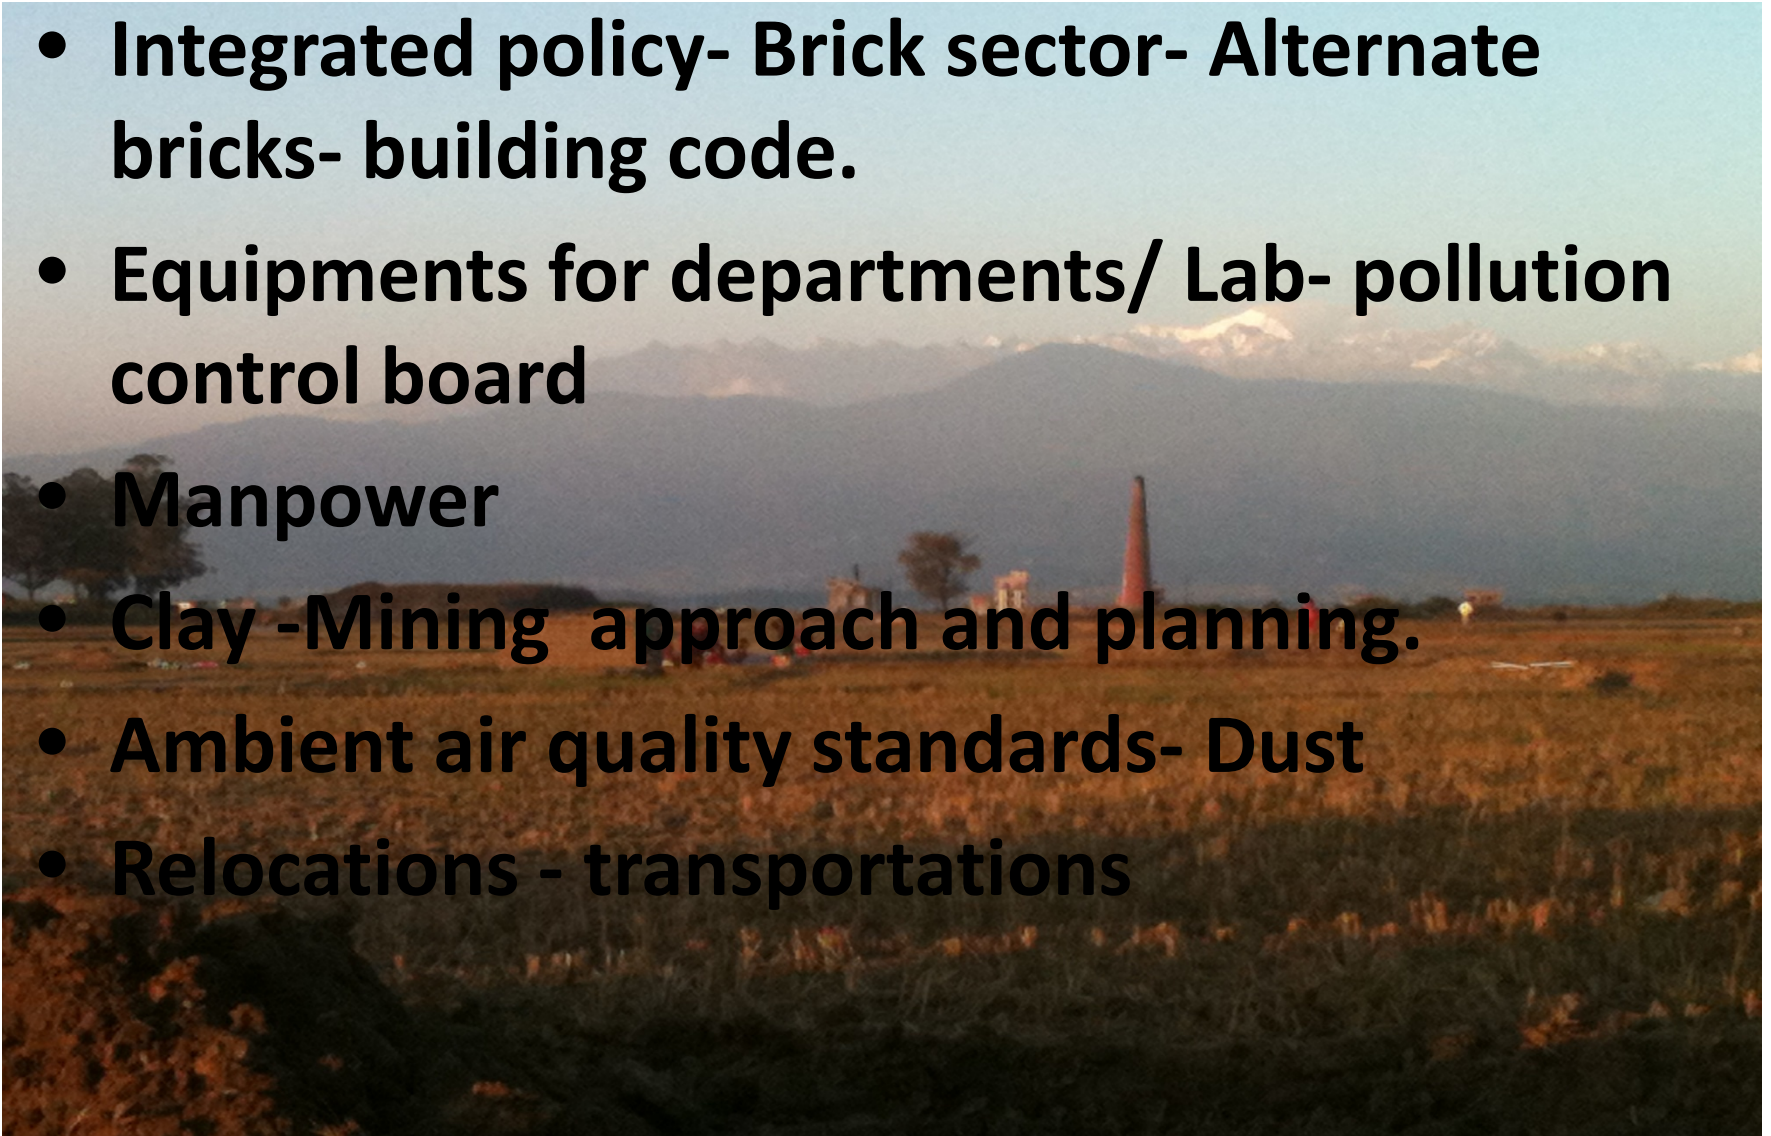 • Integrated policy- Brick sector- Alternate
bricks- building code.
• Equipments for departments/ Lab- pollution
control board
• Manpower
• Clay -Mining  approach and planning.
• Ambient air quality standards- Dust
• Relocations - transportations